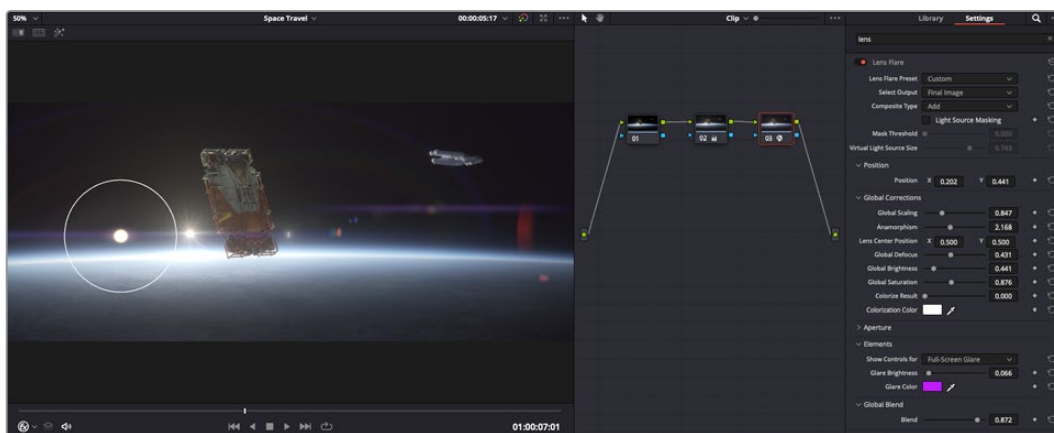 50% Space Travel 00:00:05:17
Clip
Library Settings
lens
Lens Flare
Lens Flare Preset Custom
Select Output Final Image
Composite Type Add
Light Source Masking
Mask Threshold 0.000
Virtual Light Source Size 0.743
Position
Position X 0.202 Y 0.441
Global Corrections
Global Scaling 0.847
Anamorphism 2.168
Lens Center Position X 0.500 Y 0.500
Global Defocus 0.431
Global Brightness 0.441
Global Saturation 0.876
Colorize Result 0.000
Colorization Color
Aperture
Elements
Show Controls for Full-Screen Glare
Glare Brightness 0.066
Glare Color
Global Blend
Blend 0.872
01 02 03
01:00:07:01